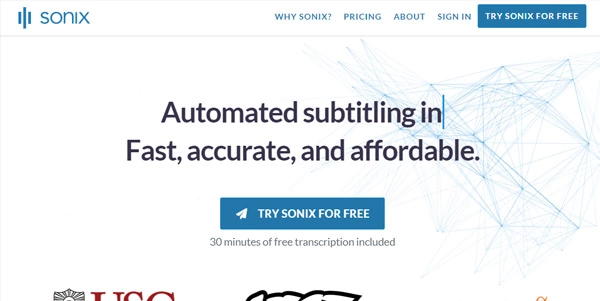 sonix
WHY SONIX? PRICING ABOUT SIGN IN TRY SONIX FOR FREE
Automated subtitling in
Fast, accurate, and affordable.
TRY SONIX FOR FREE
30 minutes of free transcription included
USC